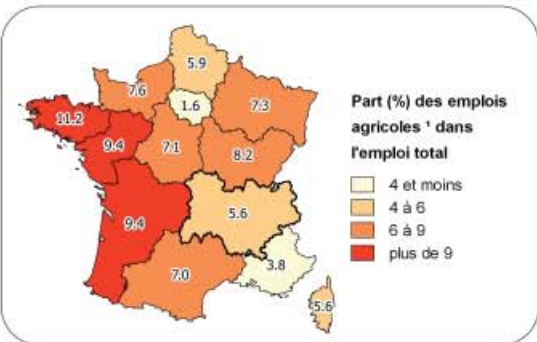 5.9
7.6
1.6
7.3
11.2
9.4
7.1
8.2
9.4
5.6
7.0
3.8
5.6
Part (%) des emplois
agricoles ¹ dans
l'emploi total
4 et moins
4 à 6
6 à 9
plus de 9